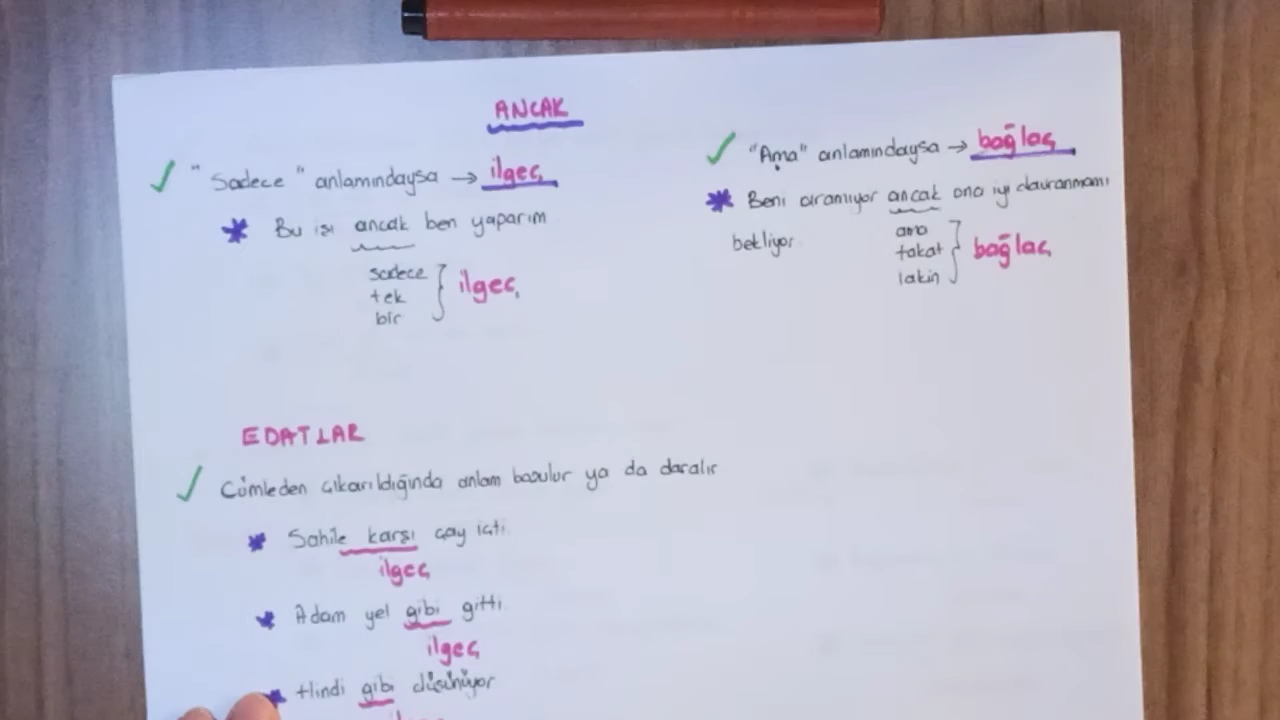 ANCAK
✓ "Sadece" anlamındaysa → ilgeç
* Bu işi ancak ben yaparım
sadece
tek
bir
} ilgeç
✓ "Ama" anlamındaysa → bağlaç
* Beni aramıyor ancak ona iyi davranmamı
bekliyor.
ama
fakat
lakin
} bağlaç
EDATLAR
✓ Cümleden çıkarıldığında anlam bozulur ya da daralır
* Sahile karşı çay içti.
ilgeç
* Adam yel gibi gitti.
ilgeç
* Hindi gibi düşünüyor